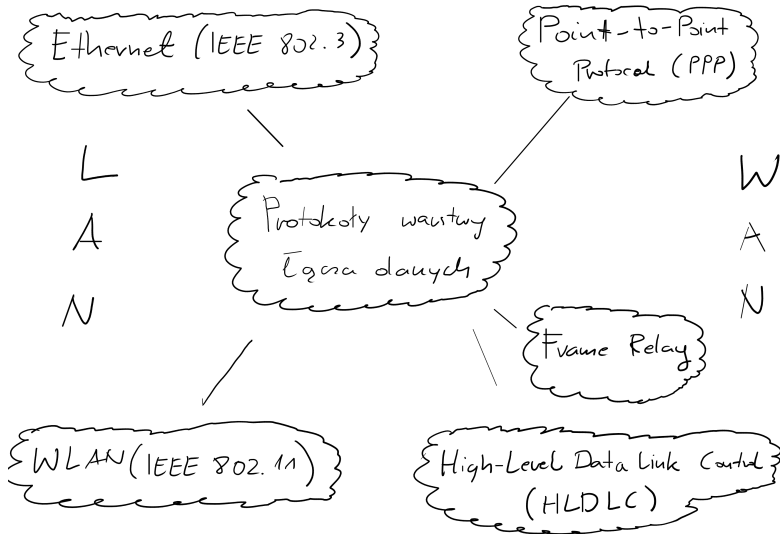 Ethernet (IEEE 802.3)
Point-to-Point
Protocol (PPP)
L
A
N
Protokoły warstwy
Łącza danych
W
A
N
Frame Relay
WLAN (IEEE 802.11)
High-Level Data Link Control
(HLDLC)